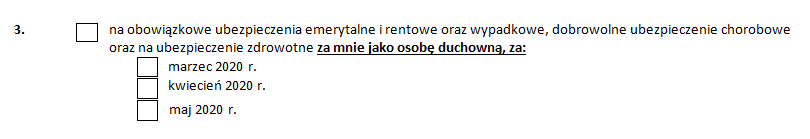 3. na obowiązkowe ubezpieczenia emerytalne i rentowe oraz wypadkowe, dobrowolne ubezpieczenie chorobowe
oraz na ubezpieczenie zdrowotne za mnie jako osobę duchowną, za:
marzec 2020 r.
kwiecień 2020 r.
maj 2020 r.